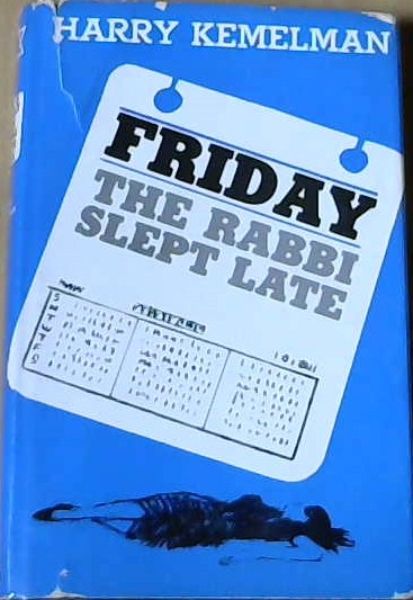 HARRY KEMELMAN
FRIDAY
THE RABBI
SLEPT LATE
S
M
T
W
T
F
S